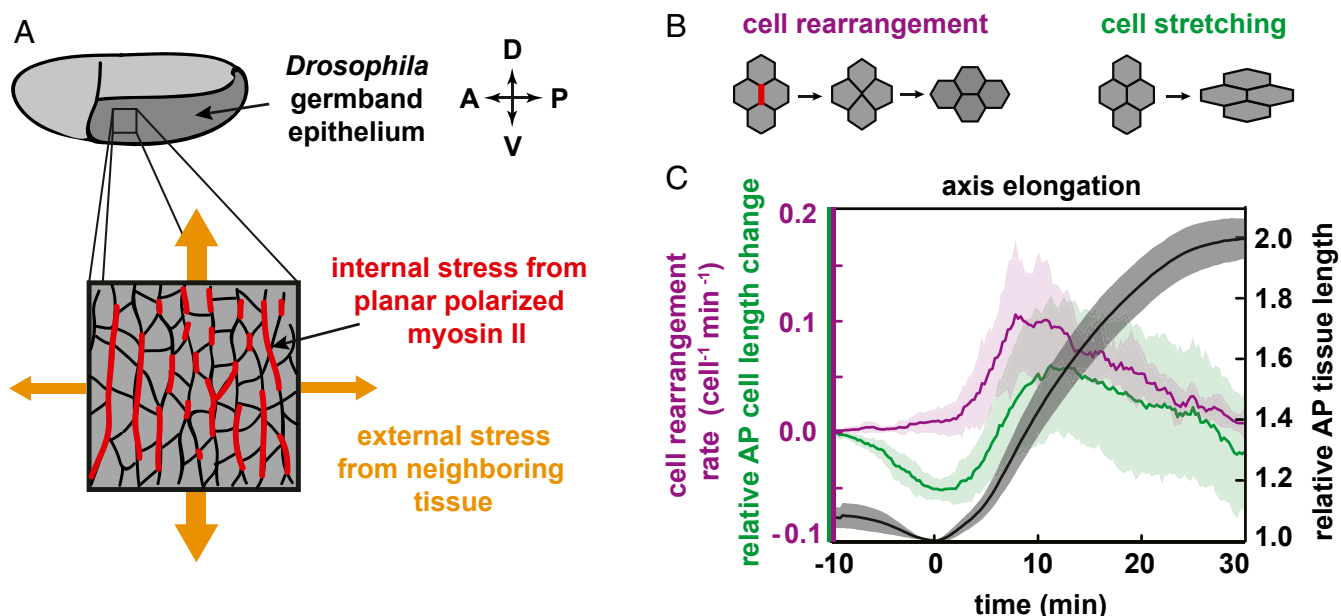 A
Drosophila
germband
epithelium
D
A
P
V
internal stress from
planar polarized
myosin II
external stress
from neighboring
tissue
B
cell rearrangement
cell stretching
C
axis elongation
cell rearrangement
rate (cell-1 min -1)
relative AP cell length change
0.2
0.1
0.0
-0.1
2.0
1.8
1.6
1.4
1.2
1.0
relative AP tissue length
-10
0
10
20
30
time (min)